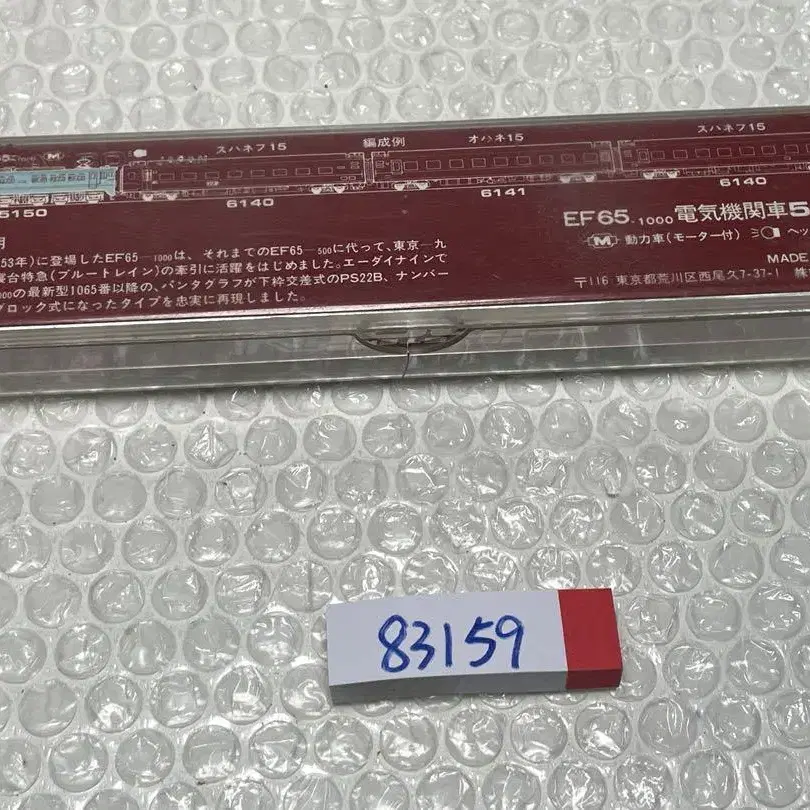 スハネフ15 編成例 オハネ15 スハネフ15
5150 6140 6141 6140
EF65-1000 電気機関車5
M 動力車(モーター付) ヘッ
明
53年)に登場したEF65-1000は、それまでのEF65-500に代って、東京一九
寝台特急(ブルートレイン)の牽引に活躍をはじめました。エーダイナインで
000の最新型1065番以降の、パンタグラフが下枠交差式のPS22B、ナンバー
ブロック式になったタイプを忠実に再現しました。
MADE
〒116 東京都荒川区西尾久7-37-1 株
83159